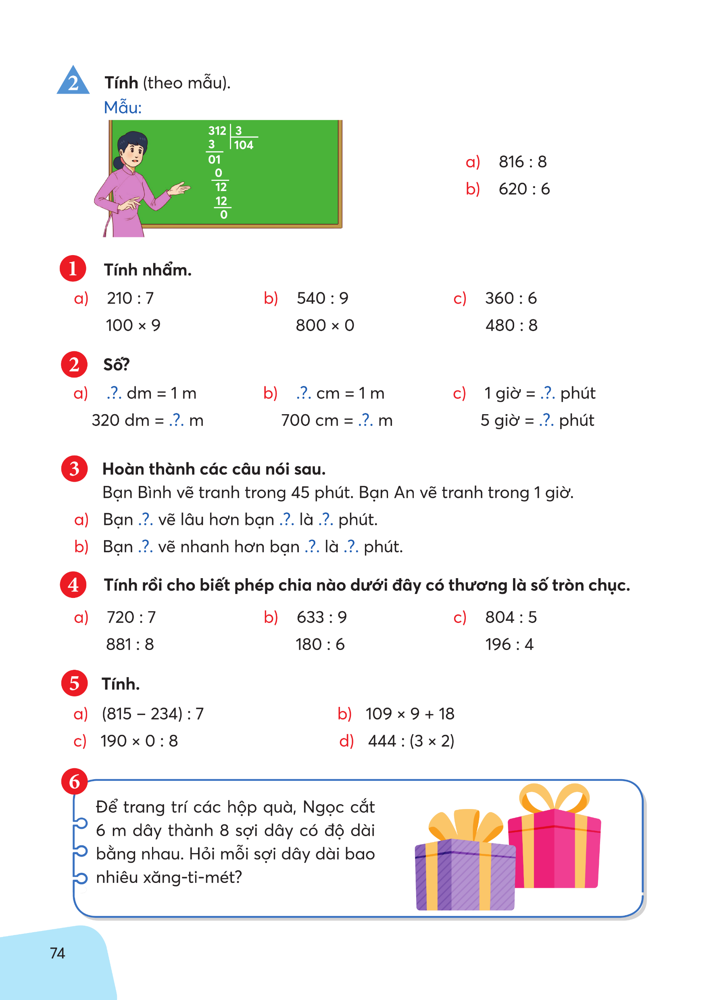 2 Tính (theo mẫu).
Mẫu:
312 3
3 104
01
0
12
12
0
a) 816 : 8
b) 620 : 6
1 Tính nhẩm.
a) 210 : 7 b) 540 : 9 c) 360 : 6
100 × 9 800 × 0 480 : 8
2 Số?
a) .?. dm = 1 m b) .?. cm = 1 m c) 1 giờ = .?. phút
320 dm = .?. m 700 cm = .?. m 5 giờ = .?. phút
3 Hoàn thành các câu nói sau.
Bạn Bình vẽ tranh trong 45 phút. Bạn An vẽ tranh trong 1 giờ.
a) Bạn .?. vẽ lâu hơn bạn .?. là .?. phút.
b) Bạn .?. vẽ nhanh hơn bạn .?. là .?. phút.
4 Tính rồi cho biết phép chia nào dưới đây có thương là số tròn chục.
a) 720 : 7 b) 633 : 9 c) 804 : 5
881 : 8 180 : 6 196 : 4
5 Tính.
a) (815 – 234) : 7 b) 109 × 9 + 18
c) 190 × 0 : 8 d) 444 : (3 × 2)
6
Để trang trí các hộp quà, Ngọc cắt
6 m dây thành 8 sợi dây có độ dài
bằng nhau. Hỏi mỗi sợi dây dài bao
nhiêu xăng-ti-mét?
74